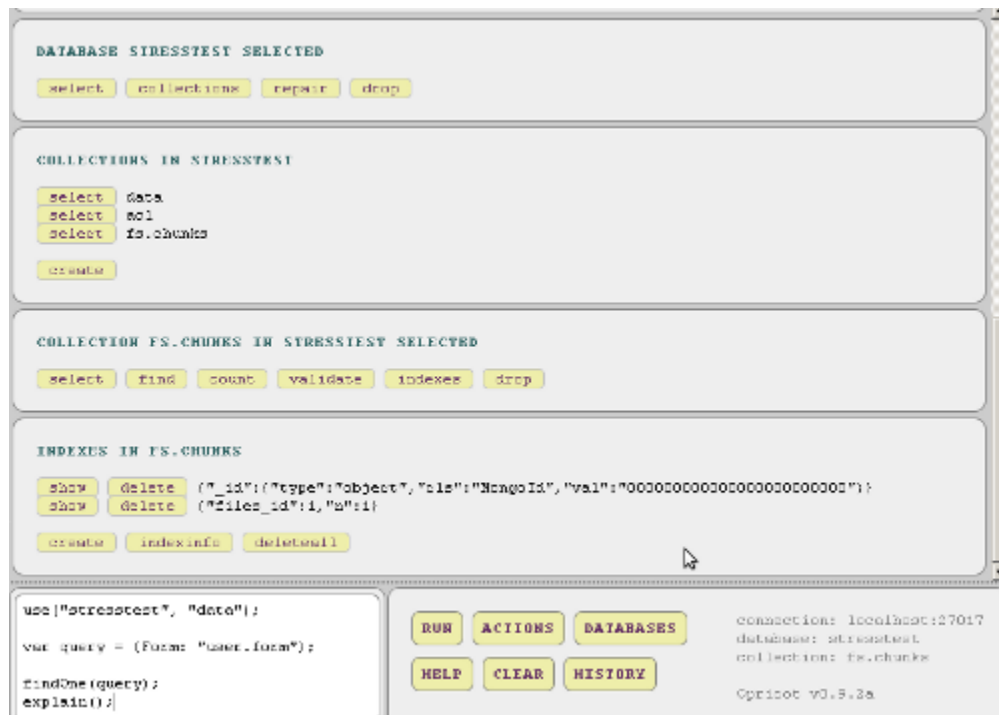 DATABASE STRESSTEST SELECTED
select collections repair drop
COLLECTIONS IN STRESSTEST
select data
select acl
select fs.chunks
create
COLLECTION FS.CHUNKS IN STRESSTEST SELECTED
select find count validate indexes drop
INDEXES IN FS.CHUNKS
show delete {"_id":{"type":"object","cls":"MongoId","val":"000000000000000000000000"}}
show delete {"files_id":1,"n":1}
create indexinfo deleteall
use("stresstest", "data");
var query = {Form: "user.form"};
findOne(query);
explain();
RUN ACTIONS DATABASES
HELP CLEAR HISTORY
connection: localhost:27017
database: stresstest
collection: fs.chunks
Opricot v0.9.2a